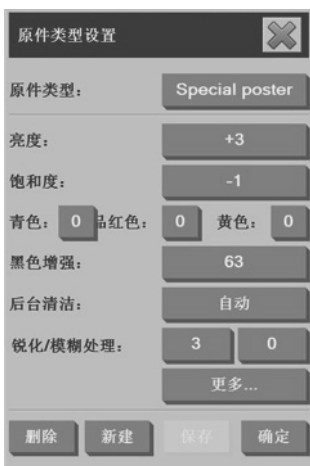 原件类型设置
原件类型： Special poster
亮度： +3
饱和度： -1
青色： 0 品红色： 0 黄色： 0
黑色增强： 63
后台清洁： 自动
锐化/模糊处理： 3 0
更多...
删除 新建 保存 确定